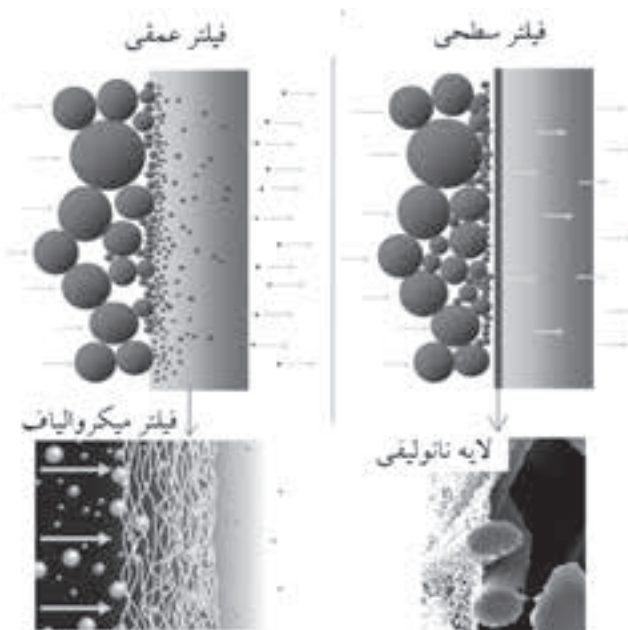 فیلتر سطحی
فیلتر عمقی
فیلتر میکروالیاف
لایه نانولیفی